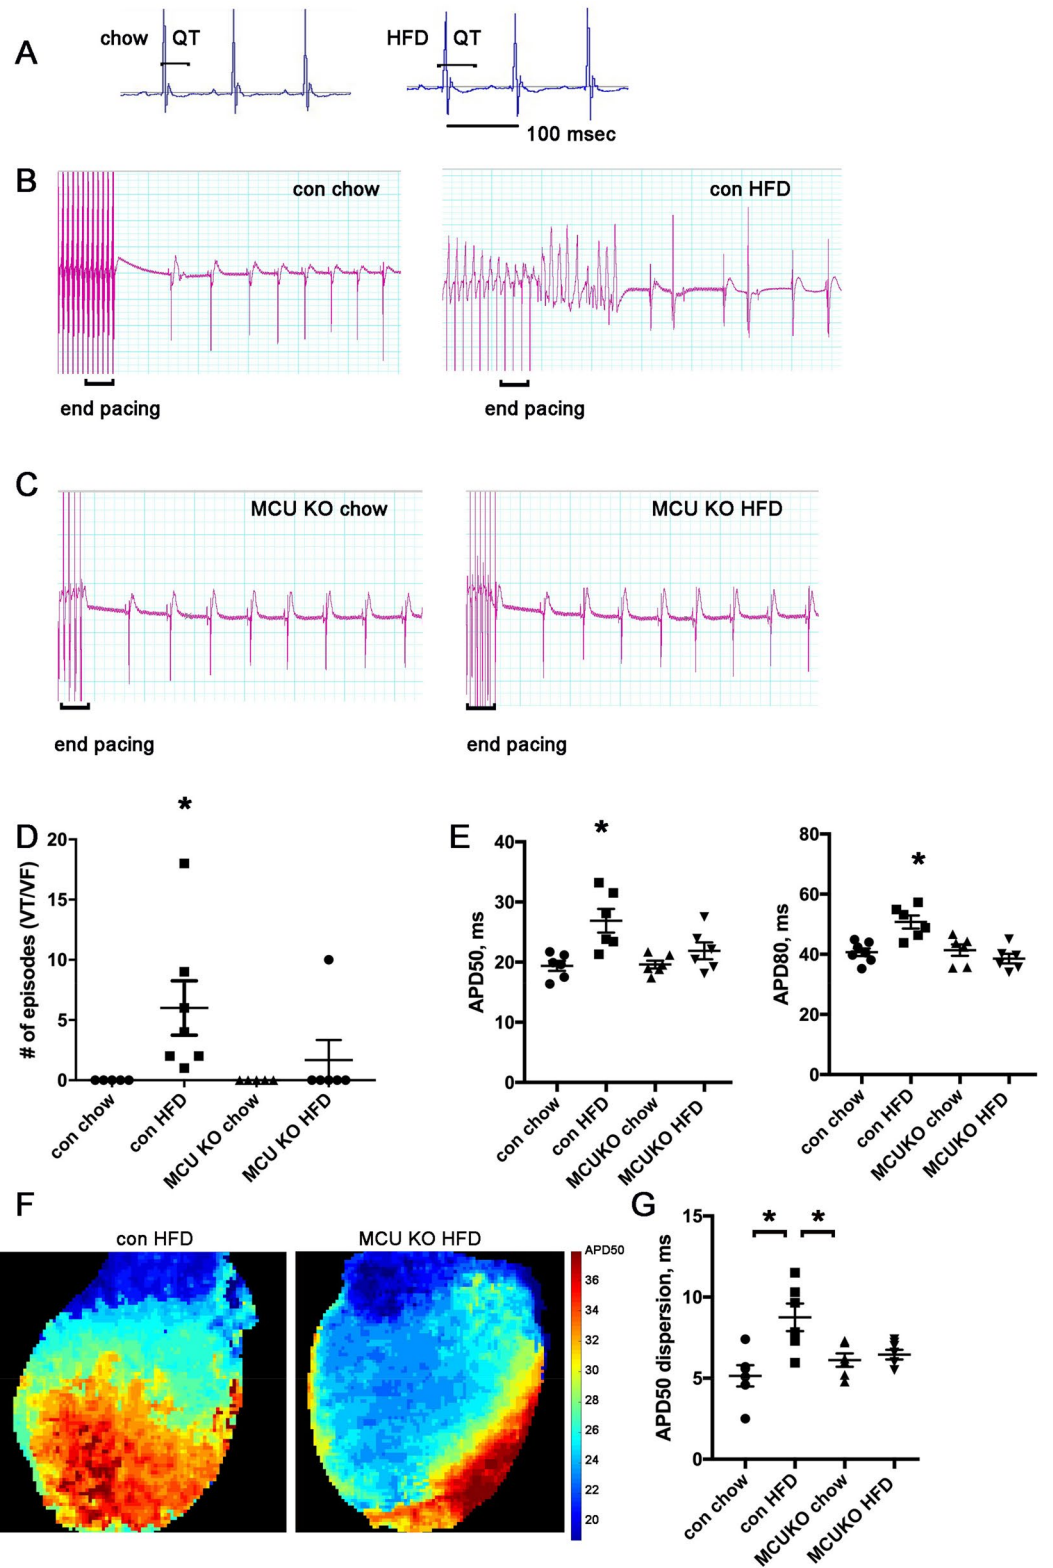 A
chow QT
HFD QT
100 msec
B
con chow
con HFD
end pacing
end pacing
C
MCU KO chow
MCU KO HFD
end pacing
end pacing
D
*
# of episodes (VT/VF)
20
15
10
5
0
con chow
con HFD
MCU KO chow
MCU KO HFD
E
*
APD50, ms
40
30
20
10
0
con chow
con HFD
MCUKO chow
MCUKO HFD
*
APD80, ms
80
60
40
20
0
con chow
con HFD
MCUKO chow
MCUKO HFD
F
con HFD
MCU KO HFD
APD50
36
34
32
30
28
26
24
22
20
G
* *
APD50 dispersion, ms
15
10
5
0
con chow
con HFD
MCUKO chow
MCUKO HFD